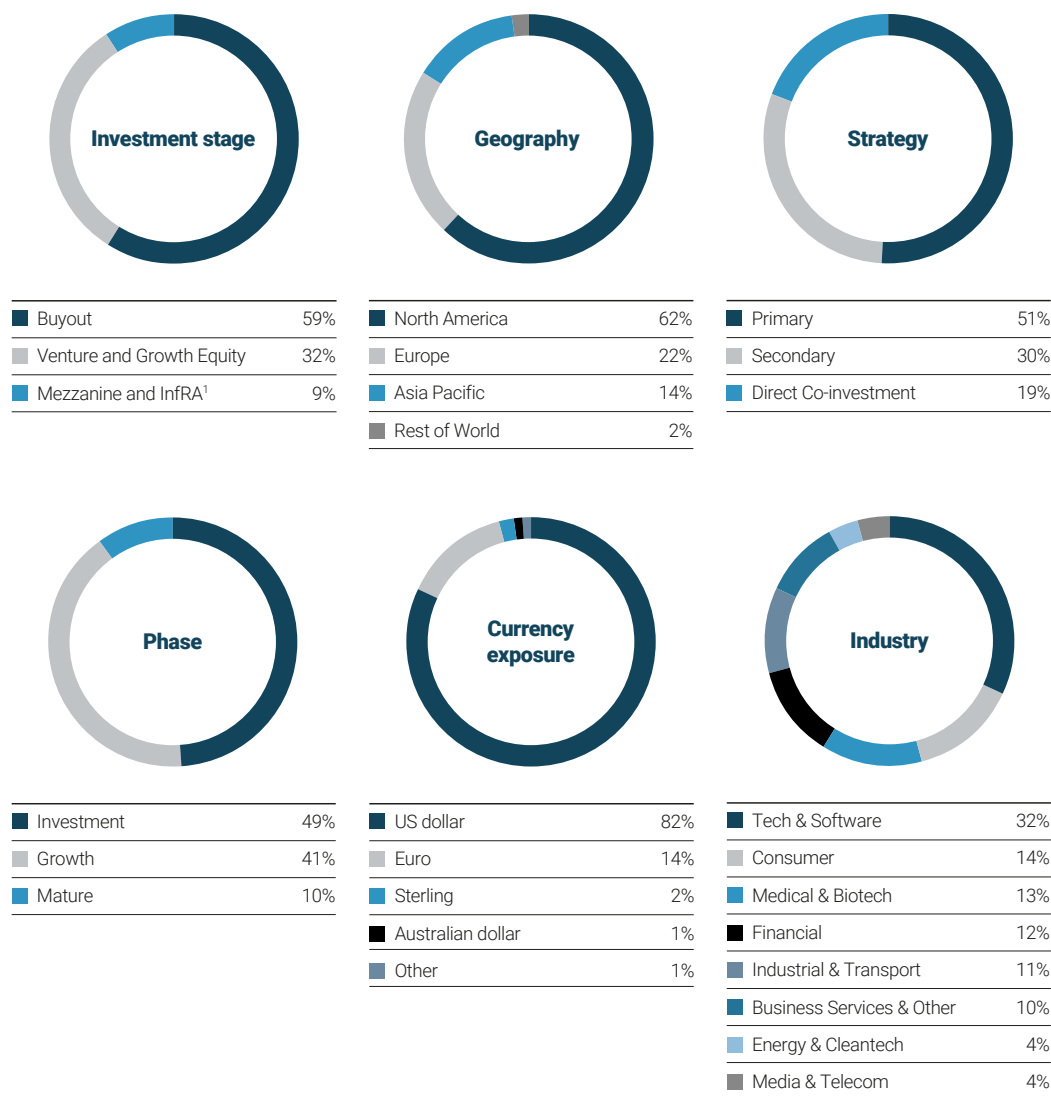 Investment stage
Buyout 59%
Venture and Growth Equity 32%
Mezzanine and InfRA¹ 9%
Geography
North America 62%
Europe 22%
Asia Pacific 14%
Rest of World 2%
Strategy
Primary 51%
Secondary 30%
Direct Co-investment 19%
Phase
Investment 49%
Growth 41%
Mature 10%
Currency
exposure
US dollar 82%
Euro 14%
Sterling 2%
Australian dollar 1%
Other 1%
Industry
Tech & Software 32%
Consumer 14%
Medical & Biotech 13%
Financial 12%
Industrial & Transport 11%
Business Services & Other 10%
Energy & Cleantech 4%
Media & Telecom 4%